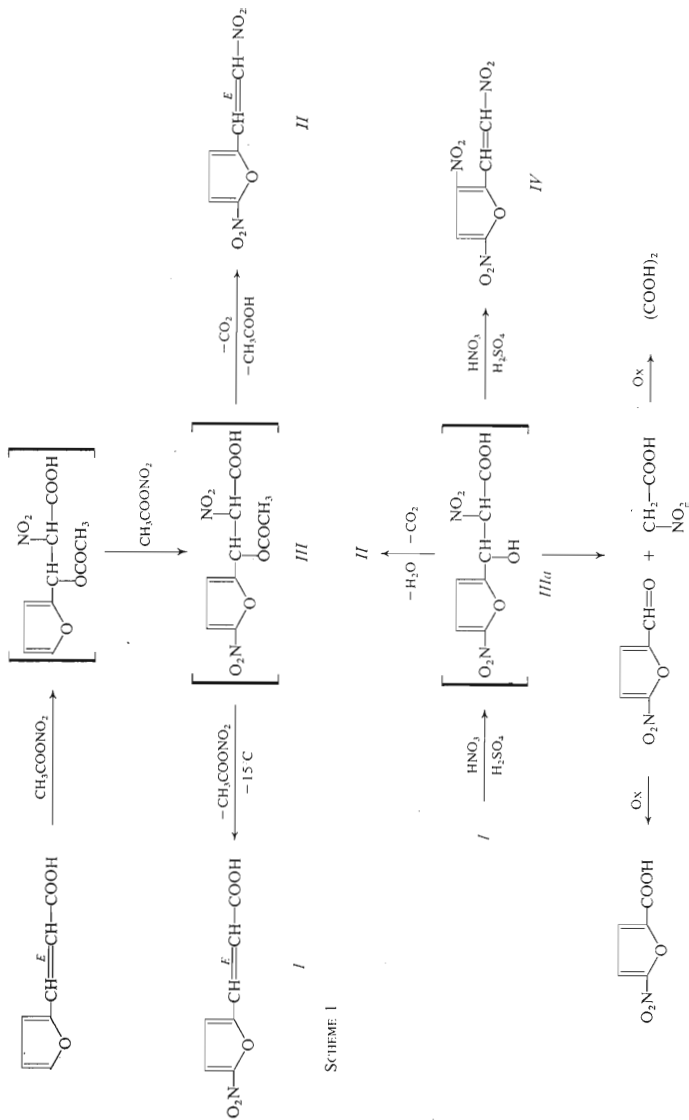 CH₃COONO₂
O
CH=CH—COOH
E
NO₂
CH—CH—COOH
OCOCH₃
O
CH₃COONO₂
O₂N
O
CH=CH—COOH
E
I
−CH₃COONO₂
−15°C
NO₂
O₂N
O
CH—CH—COOH
OCOCH₃
III
−CO₂
−CH₃COOH
O₂N
O
CH=CH—NO₂
E
II
SCHEME 1
II
−H₂O
−CO₂
I
HNO₃
H₂SO₄
NO₂
O₂N
O
CH—CH—COOH
OH
IIIa
HNO₃
H₂SO₄
NO₂
O₂N
O
CH=CH—NO₂
IV
O₂N
O
COOH
Ox
O₂N
O
CH=O
+
CH₂—COOH
NO₂
Ox
(COOH)₂